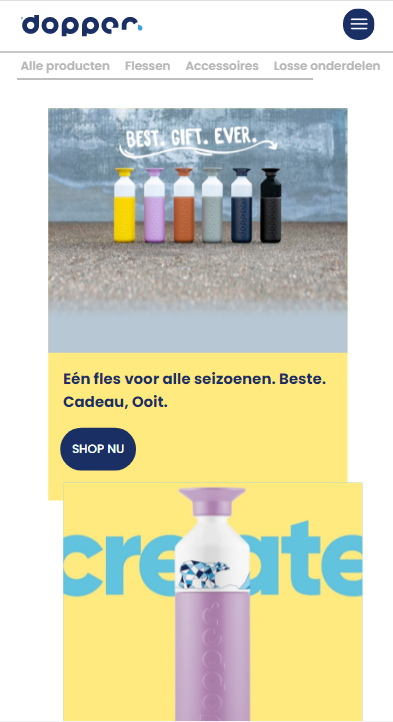 dopper
Alle producten Flessen Accessoires Losse onderdelen
BEST. GIFT. EVER.
Eén fles voor alle seizoenen. Beste.
Cadeau, Ooit.
SHOP NU
create
dopper